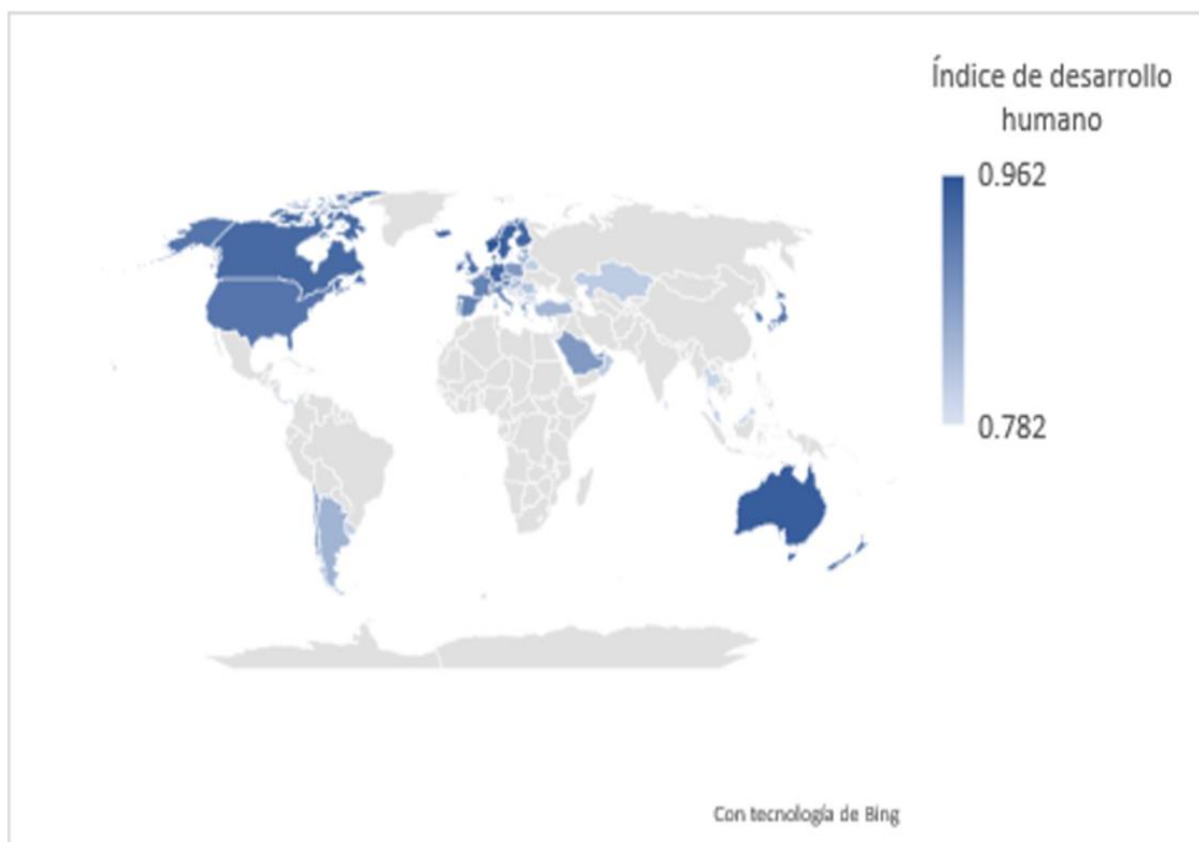 Índice de desarrollo
humano
0.962
0.782
Con tecnología de Bing